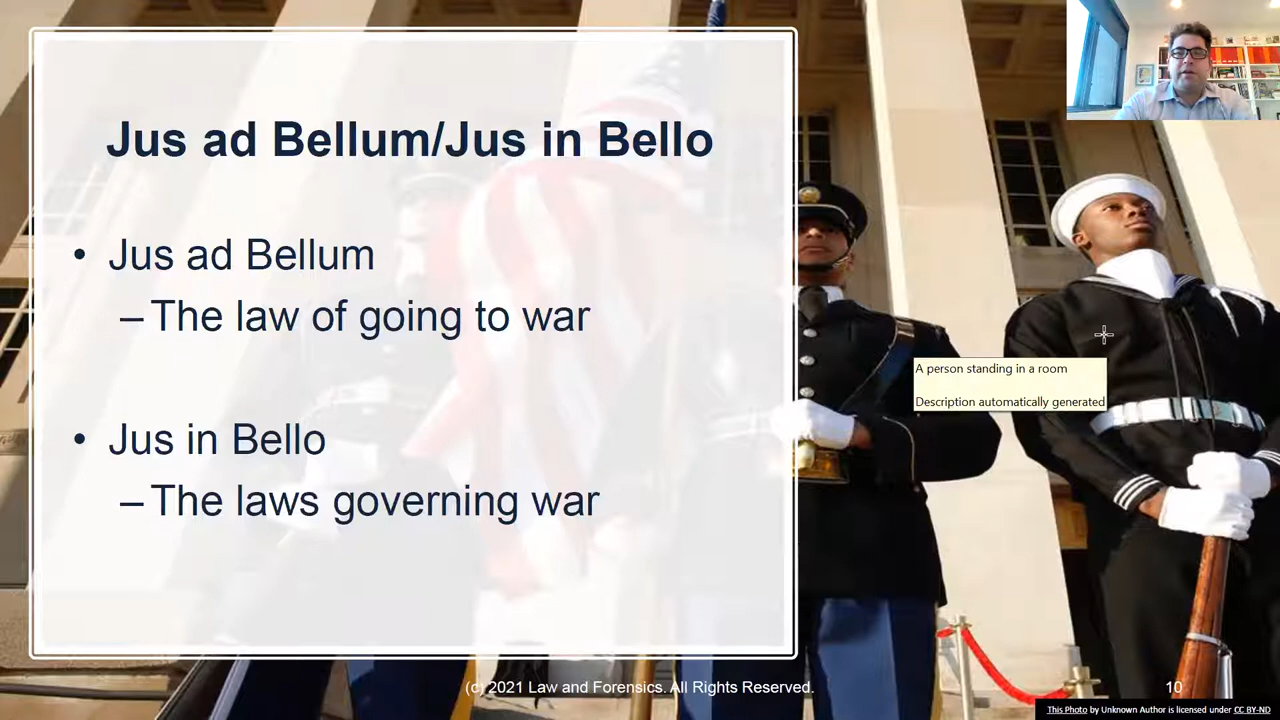 Jus ad Bellum/Jus in Bello
• Jus ad Bellum
– The law of going to war
• Jus in Bello
– The laws governing war
A person standing in a room
Description automatically generated
(c) 2021 Law and Forensics. All Rights Reserved.
10
This Photo by Unknown Author is licensed under CC BY-ND